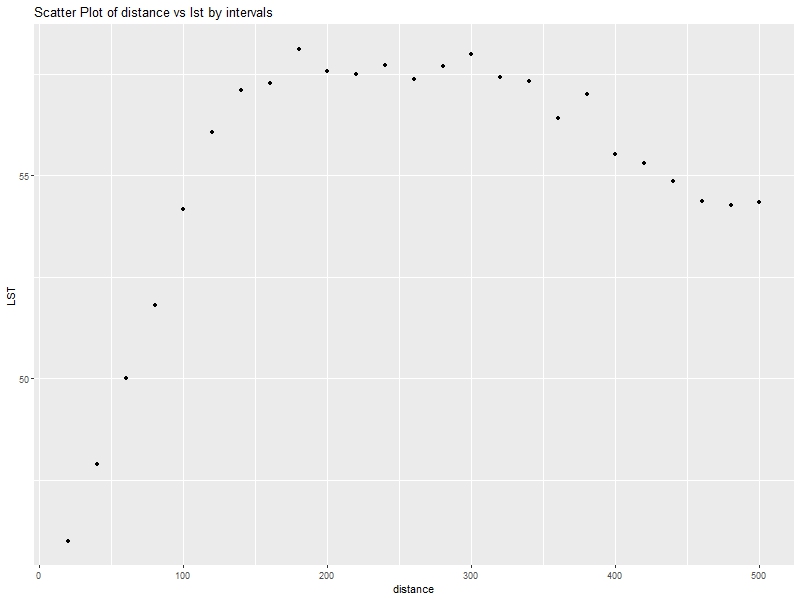 Scatter Plot of distance vs lst by intervals
LST
55
50
0 100 200 300 400 500
distance